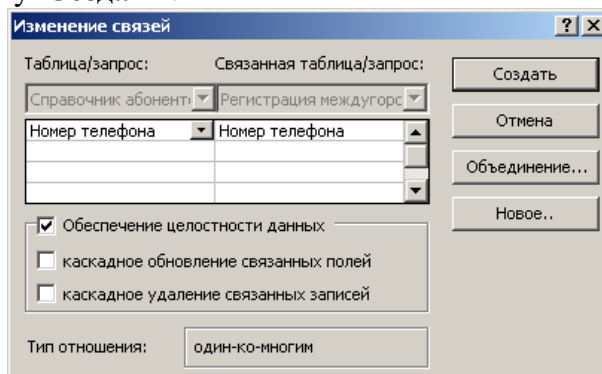 Изменение связей
Таблица/запрос: Связанная таблица/запрос:
Создать
Справочник абонент Регистрация междугорс
Номер телефона Номер телефона
Отмена
Объединение...
Обеспечение целостности данных
Новое..
каскадное обновление связанных полей
каскадное удаление связанных записей
Тип отношения: один-ко-многим